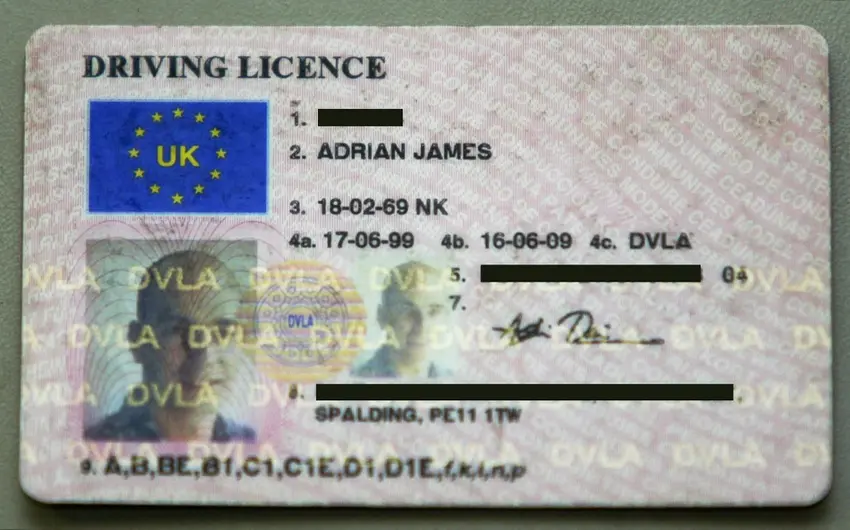 DRIVING LICENCE
UK
1.
2. ADRIAN JAMES
3. 18-02-69 NK
4a. 17-06-99 4b. 16-06-09 4c. DVLA
5. 04
7.
DVLA
8.
SPALDING, PE11 1TW
9. A,B,BE,B1,C1,C1E,D1,D1E,f,k,l,n,p